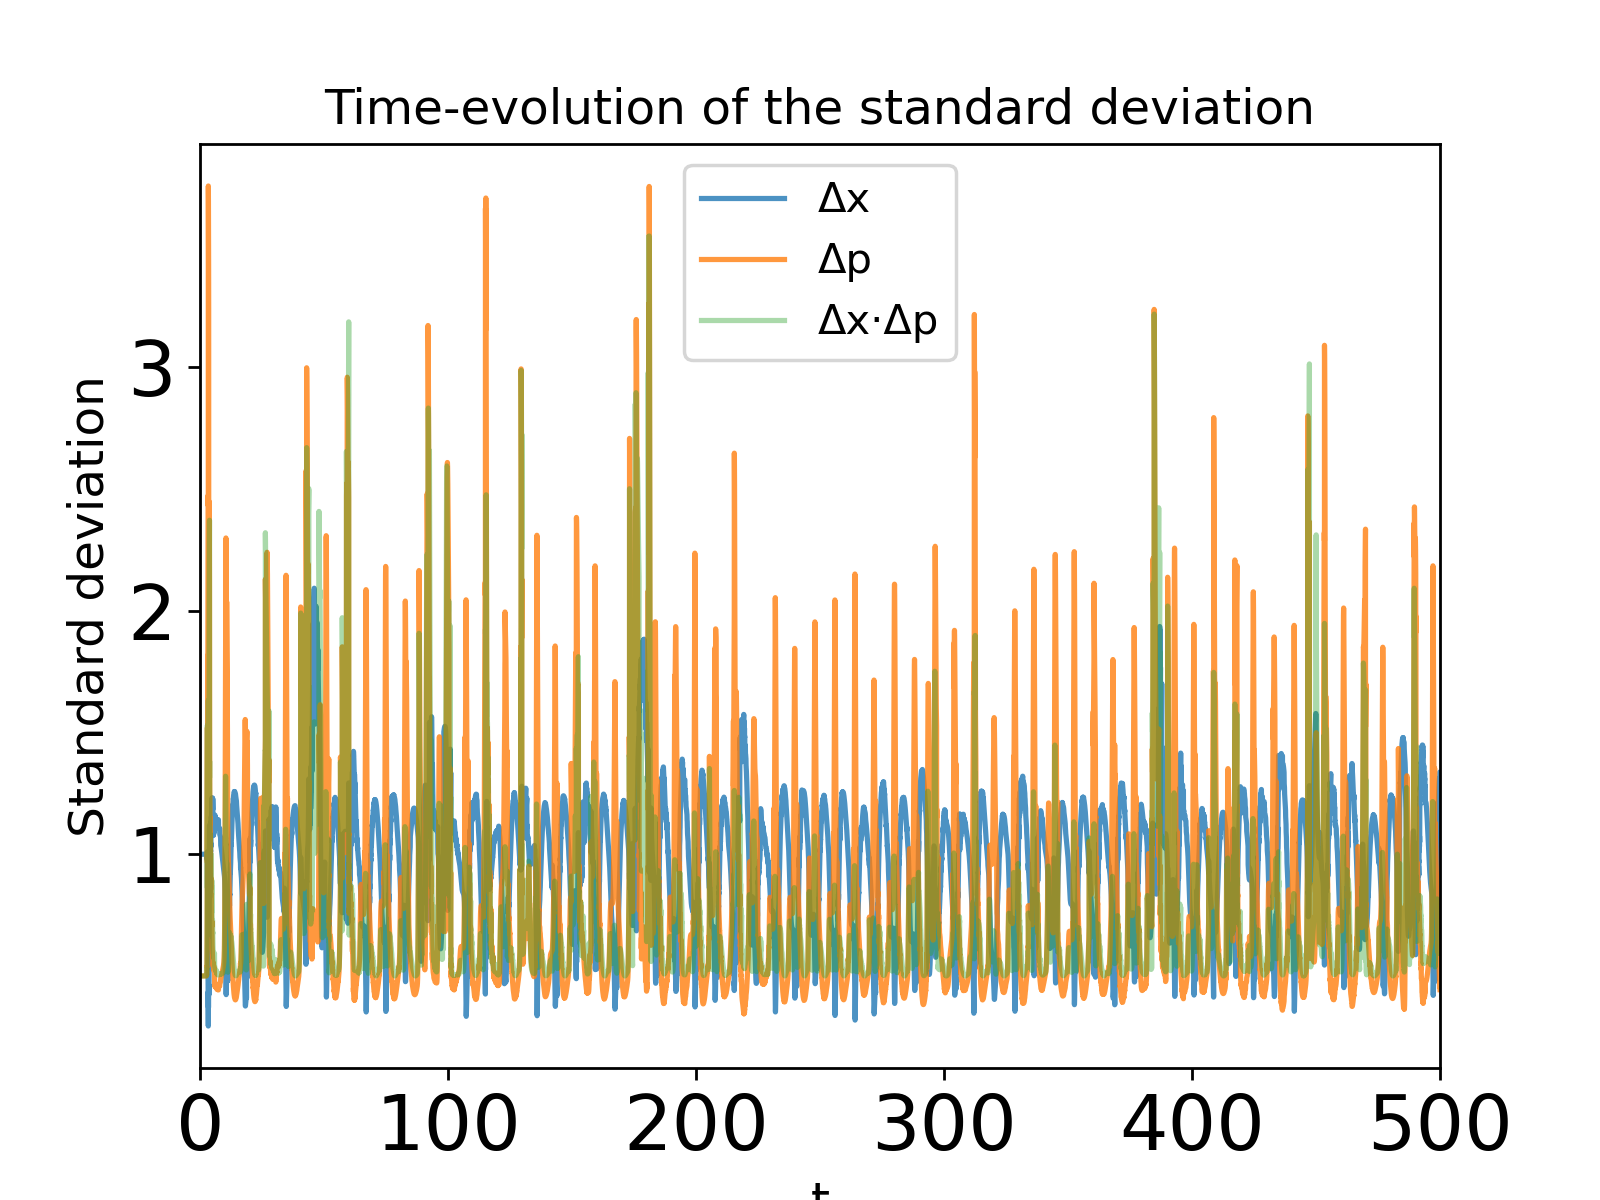 Time-evolution of the standard deviation
Δx
Δp
Δx·Δp
Standard deviation
3
2
1
0 100 200 300 400 500
t